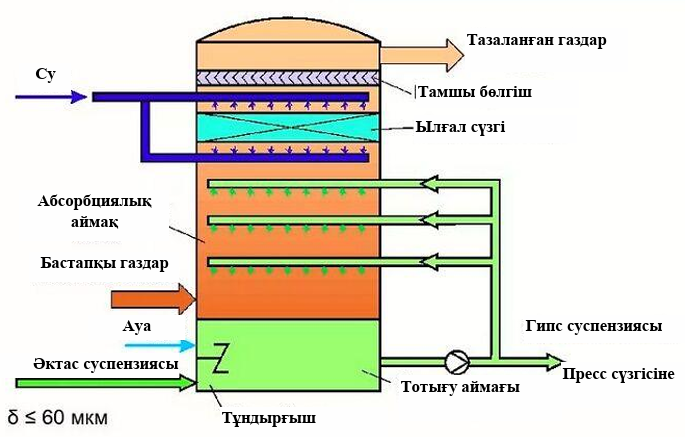 Тазаланған газдар
Су
Тамшы бөлгіш
Ылғал сүзгі
Абсорбциялық
аймақ
Бастапқы газдар
Ауа
Гипс суспензиясы
Әктас суспензиясы
Пресс сүзгісіне
Тотығу аймағы
Тұндырғыш
δ ≤ 60 мкм